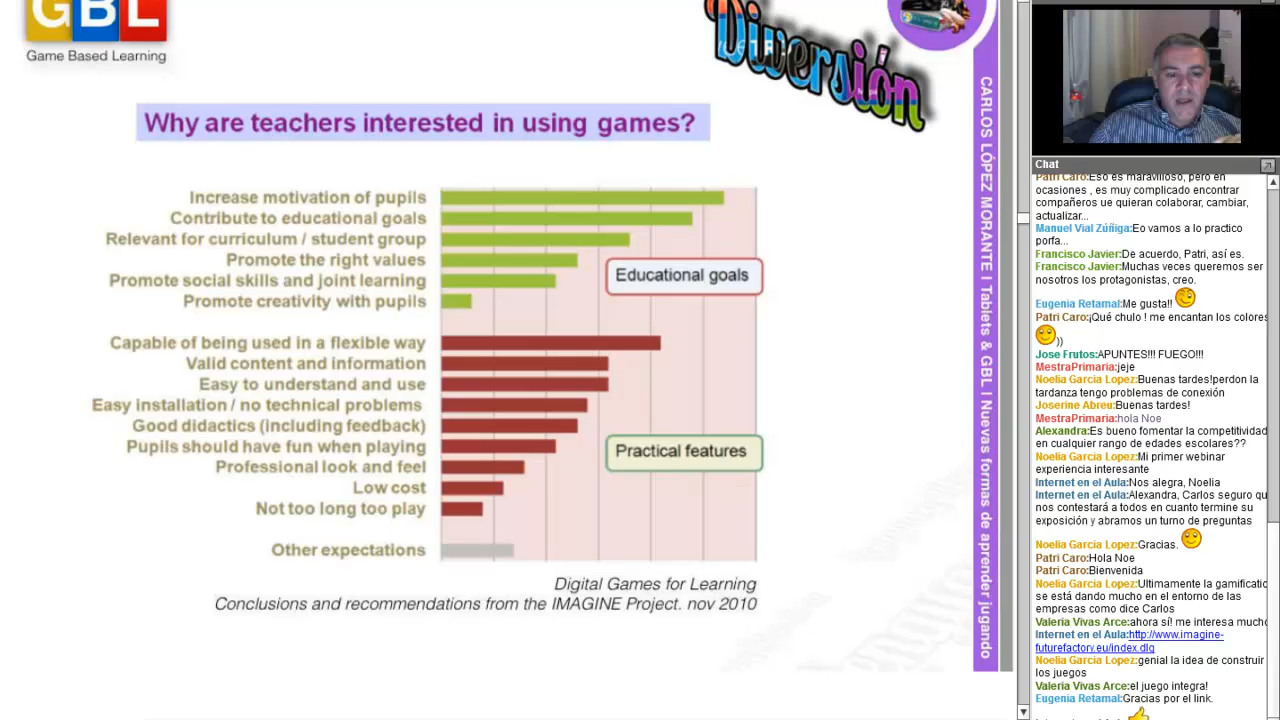 GBL
Game Based Learning
Diversión
Why are teachers interested in using games?
Increase motivation of pupils
Contribute to educational goals
Relevant for curriculum / student group
Promote the right values
Promote social skills and joint learning
Promote creativity with pupils
Educational goals
Capable of being used in a flexible way
Valid content and information
Easy to understand and use
Easy installation / no technical problems
Good didactics (including feedback)
Pupils should have fun when playing
Professional look and feel
Low cost
Not too long too play
Practical features
Other expectations
Digital Games for Learning
Conclusions and recommendations from the IMAGINE Project. nov 2010
CARLOS LÓPEZ MORANTE I Tablets & GBL I Nuevas formas de aprender jugando
Chat
Patri Caro:Eso es maravilloso, pero en
ocasiones , es muy complicado encontrar
compañeros ue quieran colaborar, cambiar,
actualizar...
Manuel Vial Zúñiga:Eo vamos a lo practico
porfa...
Francisco Javier:De acuerdo, Patri, así es.
Francisco Javier:Muchas veces queremos ser
nosotros los protagonistas, creo.
Eugenia Retamal:Me gusta!!
Patri Caro:¡Qué chulo ! me encantan los colores
))
Jose Frutos:APUNTES!!! FUEGO!!!
MestraPrimaria:jeje
Noelia Garcia Lopez:Buenas tardes!perdon la
tardanza tengo problemas de conexión
Joserine Abreu:Buenas tardes!
MestraPrimaria:hola Noe
Alexandra:Es bueno fomentar la competitividad
en cualquier rango de edades escolares??
Noelia Garcia Lopez:Mi primer webinar
experiencia interesante
Internet en el Aula:Nos alegra, Noelia
Internet en el Aula:Alexandra, Carlos seguro qu
nos contestará a todos en cuanto termine su
exposición y abramos un turno de preguntas
Noelia Garcia Lopez:Gracias.
Patri Caro:Hola Noe
Patri Caro:Bienvenida
Noelia Garcia Lopez:Ultimamente la gamificatio
se está dando mucho en el entorno de las
empresas como dice Carlos
Valeria Vivas Arce:ahora sí! me interesa mucho
Internet en el Aula:http://www.imagine-
futurefactory.eu/index.dlg
Noelia Garcia Lopez:genial la idea de construir
los juegos
Valeria Vivas Arce:el juego integra!
Eugenia Retamal:Gracias por el link.